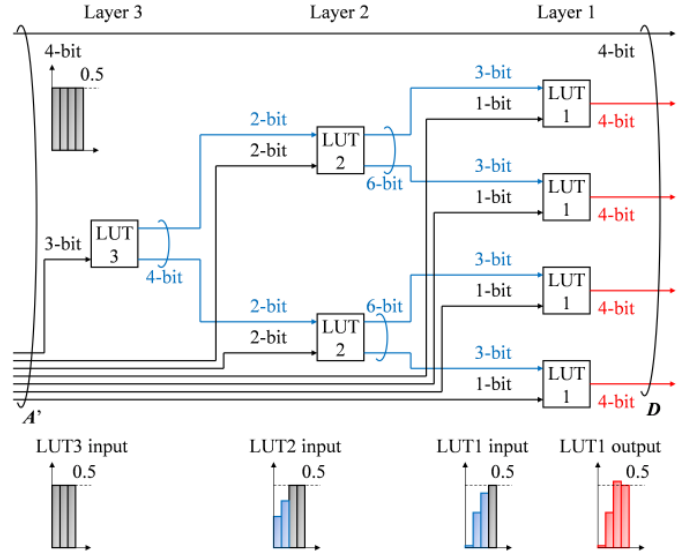 Layer 3 Layer 2 Layer 1
4-bit 4-bit
0.5
3-bit
2-bit 1-bit LUT
1
LUT
2
2-bit 4-bit
6-bit
3-bit
1-bit LUT
1
4-bit
3-bit LUT
3
4-bit
3-bit
1-bit LUT
1
4-bit
2-bit 6-bit
2-bit LUT
2
3-bit
1-bit LUT
1
4-bit
A' D
LUT3 input LUT2 input LUT1 input LUT1 output
0.5 0.5 0.5 0.5